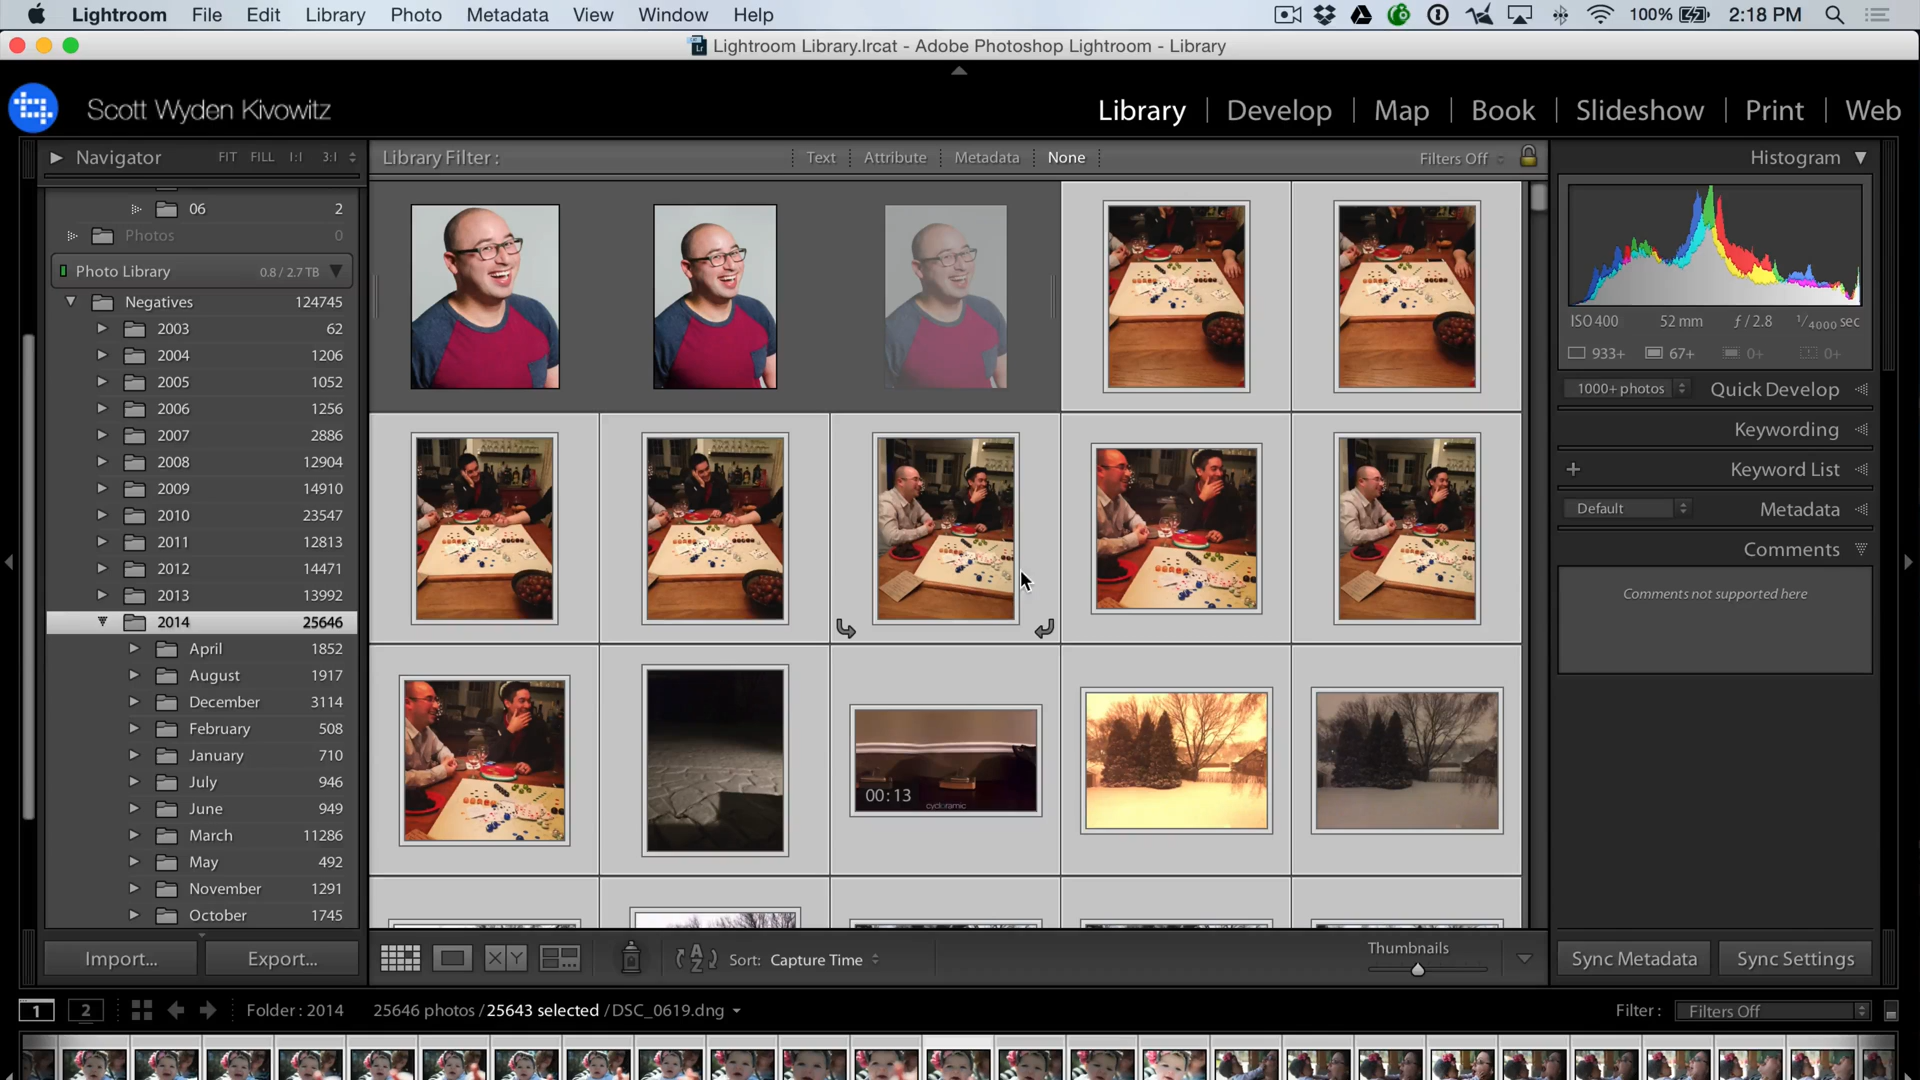 Lightroom File Edit Library Photo Metadata View Window Help 100% 2:18 PM
Lightroom Library.lrcat - Adobe Photoshop Lightroom - Library
Scott Wyden Kivowitz
Library | Develop | Map | Book | Slideshow | Print | Web
Navigator FIT FILL 1:1 3:1
Library Filter : Text Attribute Metadata None Filters Off
Histogram
06 2
Photos 0
Photo Library 0.8 / 2.7 TB
Negatives 124745
2003 62
2004 1206
2005 1052
2006 1256
2007 2886
2008 12904
2009 14910
2010 23547
2011 12813
2012 14471
2013 13992
2014 25646
April 1852
August 1917
December 3114
February 508
January 710
July 946
June 949
March 11286
May 492
November 1291
October 1745
Import... Export...
00:13
cycloramic
ISO 400 52 mm ƒ / 2.8 1/4000 sec
933+ 67+ 0+ 0+
1000+ photos Quick Develop
Keywording
+ Keyword List
Default Metadata
Comments
Comments not supported here
XY
AZ Sort: Capture Time
Thumbnails
Sync Metadata Sync Settings
1 2 Folder : 2014 25646 photos / 25643 selected / DSC_0619.dng
Filter : Filters Off